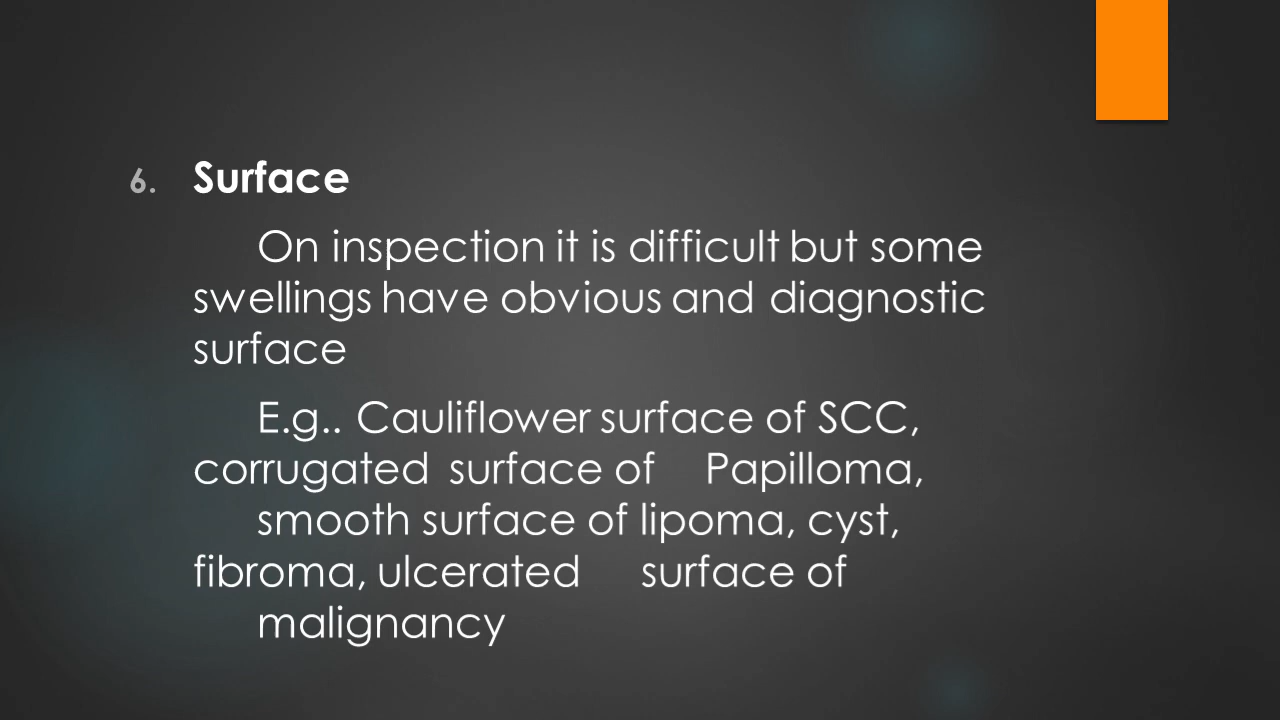 6. Surface
On inspection it is difficult but some
swellings have obvious and diagnostic
surface
E.g.. Cauliflower surface of SCC,
corrugated surface of Papilloma,
smooth surface of lipoma, cyst,
fibroma, ulcerated surface of
malignancy